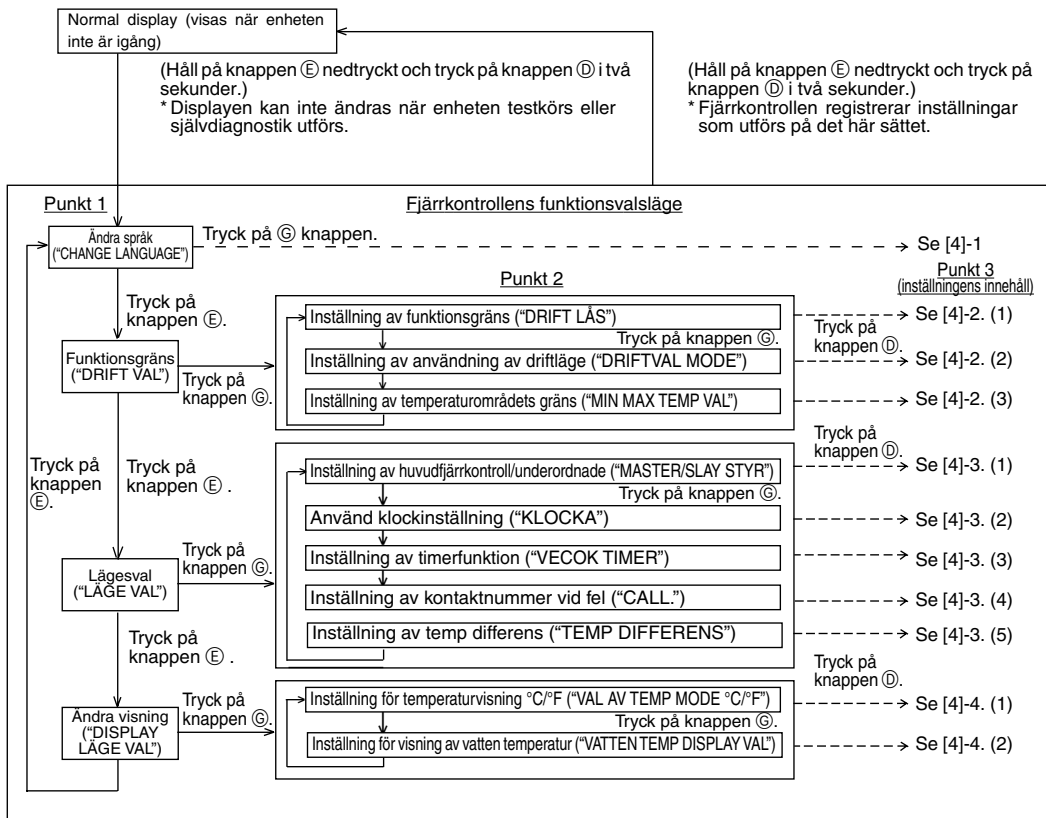 Normal display (visas när enheten
inte är igång)
(Håll på knappen Ⓔ nedtryckt och tryck på knappen Ⓓ i två
sekunder.)
* Displayen kan inte ändras när enheten testkörs eller
självdiagnostik utförs.
(Håll på knappen Ⓔ nedtryckt och tryck på
knappen Ⓓ i två sekunder.)
* Fjärrkontrollen registrerar inställningar
som utförs på det här sättet.
Punkt 1
Fjärrkontrollens funktionsvalsläge
Ändra språk
(“CHANGE LANGUAGE”)
Tryck på Ⓖ knappen.
Se [4]-1
Punkt 2
Punkt 3
(inställningens innehåll)
Tryck på
knappen Ⓔ.
Inställning av funktionsgräns (“DRIFT LÅS”)
Tryck på
knappen Ⓓ.
Se [4]-2. (1)
Tryck på knappen Ⓖ.
Funktionsgräns
(“DRIFT VAL”)
Tryck på
knappen Ⓖ.
Inställning av användning av driftläge (“DRIFTVAL MODE”)
Se [4]-2. (2)
Inställning av temperaturområdets gräns (“MIN MAX TEMP VAL”)
Se [4]-2. (3)
Tryck på
knappen
Ⓔ.
Tryck på
knappen Ⓔ .
Tryck på
knappen Ⓓ.
Inställning av huvudfjärrkontroll/underordnade (“MASTER/SLAY STYR”)
Se [4]-3. (1)
Tryck på knappen Ⓖ.
Använd klockinställning (“KLOCKA”)
Se [4]-3. (2)
Lägesval
(“LÄGE VAL”)
Tryck på
knappen Ⓖ.
Inställning av timerfunktion (“VECOK TIMER”)
Se [4]-3. (3)
Inställning av kontaktnummer vid fel (“CALL.”)
Se [4]-3. (4)
Inställning av temp differens (“TEMP DIFFERENS”)
Se [4]-3. (5)
Tryck på
knappen Ⓔ .
Tryck på
knappen Ⓓ.
Ändra visning
(“DISPLAY
LÄGE VAL”)
Tryck på
knappen Ⓖ.
Inställning för temperaturvisning °C/°F (“VAL AV TEMP MODE °C/°F”)
Se [4]-4. (1)
Tryck på knappen Ⓖ.
Inställning för visning av vatten temperatur (“VATTEN TEMP DISPLAY VAL”)
Se [4]-4. (2)